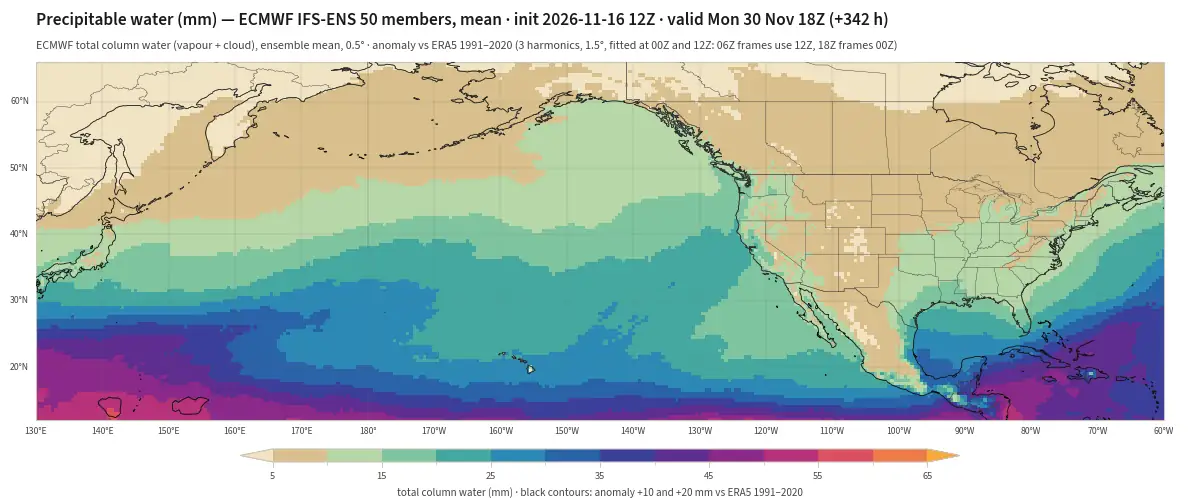 Precipitable water (mm) — ECMWF IFS-ENS 50 members, mean · init 2026-11-16 12Z · valid Mon 30 Nov 18Z (+342 h)
ECMWF total column water (vapour + cloud), ensemble mean, 0.5° · anomaly vs ERA5 1991–2020 (3 harmonics, 1.5°, fitted at 00Z and 12Z: 06Z frames use 12Z, 18Z frames 00Z)
60°N
50°N
40°N
30°N
20°N
130°E 140°E 150°E 160°E 170°E 180° 170°W 160°W 150°W 140°W 130°W 120°W 110°W 100°W 90°W 80°W 70°W 60°W
5 15 25 35 45 55 65
total column water (mm) · black contours: anomaly +10 and +20 mm vs ERA5 1991–2020